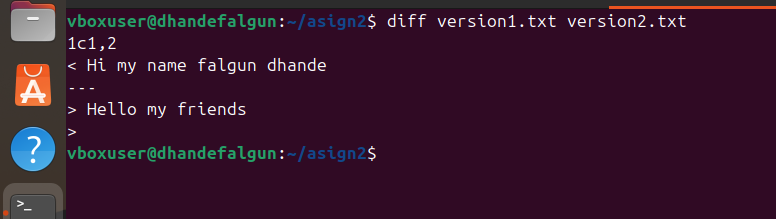 vboxuser@dhandefalgun:~/asign2$ diff version1.txt version2.txt
1c1,2
< Hi my name falgun dhande
---
> Hello my friends
>
vboxuser@dhandefalgun:~/asign2$